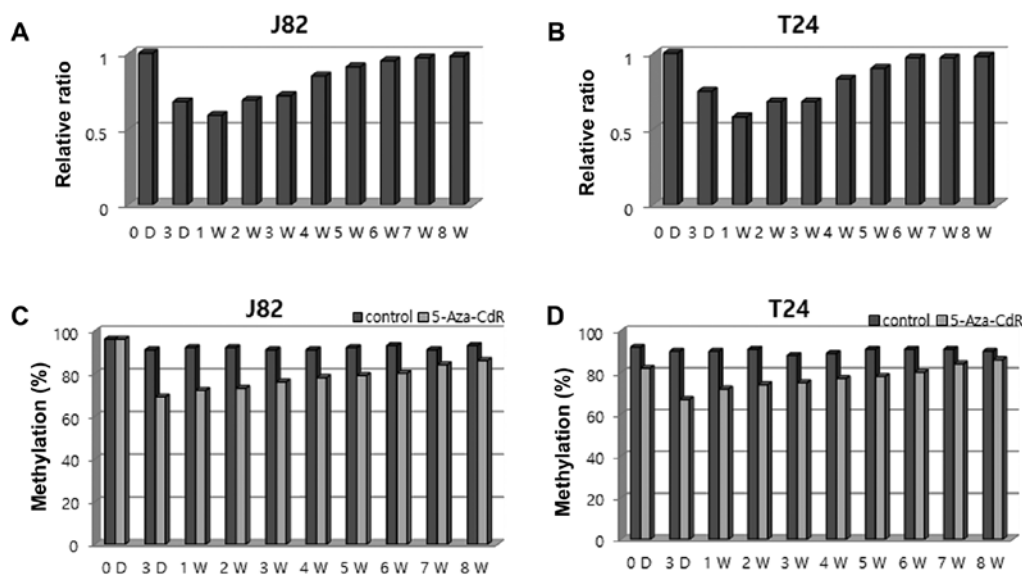 A
J82
Relative ratio
1
0.5
0
0 D 3 D 1 W 2 W 3 W 4 W 5 W 6 W 7 W 8 W
B
T24
Relative ratio
1
0.5
0
0 D 3 D 1 W 2 W 3 W 4 W 5 W 6 W 7 W 8 W
C
J82
control 5-Aza-CdR
Methylation (%)
100
80
60
40
20
0
0 D 3 D 1 W 2 W 3 W 4 W 5 W 6 W 7 W 8 W
D
T24
control 5-Aza-CdR
Methylation (%)
100
80
60
40
20
0
0 D 3 D 1 W 2 W 3 W 4 W 5 W 6 W 7 W 8 W